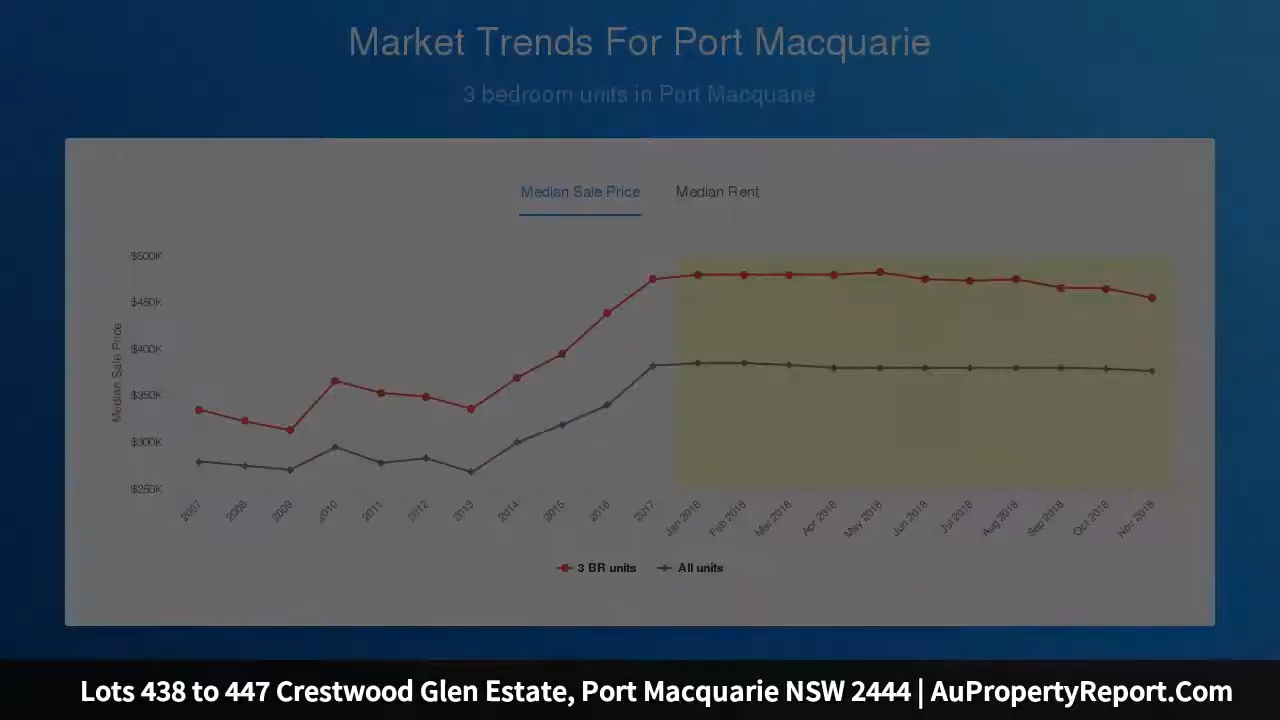 Market Trends For Port Macquarie
3 bedroom units in Port Macquarie
Median Sale Price Median Rent
Median Sale Price
$500K
$450K
$400K
$350K
$300K
$250K
2007 2008 2009 2010 2011 2012 2013 2014 2015 2016 2017 Jan 2018 Feb 2018 Mar 2018 Apr 2018 May 2018 Jun 2018 Jul 2018 Aug 2018 Sep 2018 Oct 2018 Nov 2018
3 BR units All units
Lots 438 to 447 Crestwood Glen Estate, Port Macquarie NSW 2444 | AuPropertyReport.Com